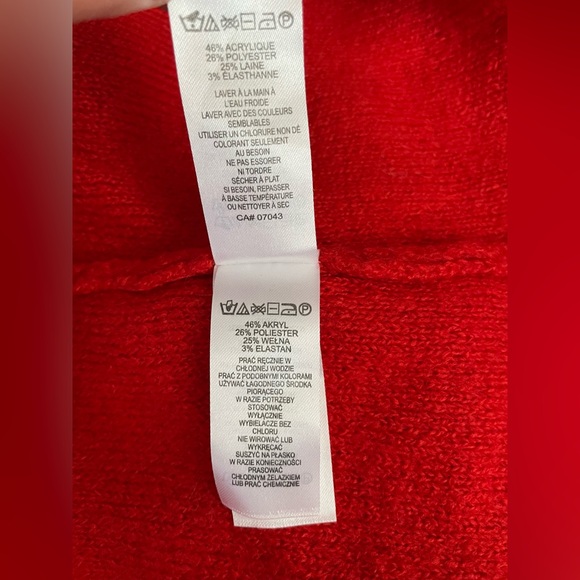 46% ACRYLIQUE
26% POLYESTER
25% LAINE
3% ÉLASTHANNE
LAVER À LA MAIN À
L'EAU FROIDE
LAVER AVEC DES COULEURS
SEMBLABLES
UTILISER UN CHLORURE NON DÉ
COLORANT SEULEMENT
AU BESOIN
NE PAS ESSORER
NI TORDRE
SÉCHER À PLAT
SI BESOIN, REPASSER
À BASSE TEMPÉRATURE
OU NETTOYER À SEC
CA# 07043
46% AKRYL
26% POLIESTER
25% WEŁNA
3% ELASTAN
PRAĆ RĘCZNIE W
CHŁODNEJ WODZIE
PRAĆ Z PODOBNYMI KOLORAMI
UŻYWAĆ ŁAGODNEGO ŚRODKA
PIORĄCEGO
W RAZIE POTRZEBY
STOSOWAĆ
WYŁĄCZNIE
WYBIELACZE BEZ
CHLORU
NIE WIROWAĆ LUB
WYKRĘCAĆ
SUSZYĆ NA PŁASKO
W RAZIE KONIECZNOŚCI
PRASOWAĆ
CHŁODNYM ŻELAZKIEM
LUB PRAĆ CHEMICZNIE